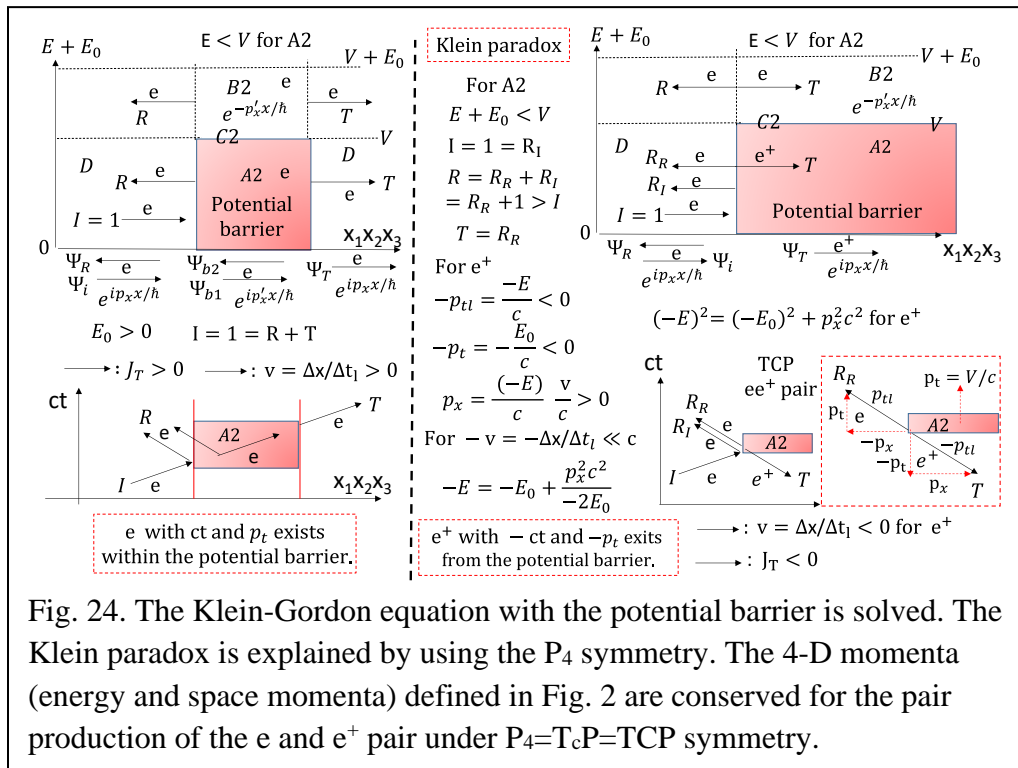 E + E₀
E < V for A2
V + E₀
B2
e
e
e
R
e^{-p'ₓx/ħ}
T
C2
V
D
D
A2 e
R
e
e
T
Potential
barrier
I = 1
e
0
x₁x₂x₃
Ψ_R
e
Ψ_b2
e
Ψ_T
e
Ψ_i
e^{ipₓx/ħ}
Ψ_b1
e^{ip'ₓx/ħ}
e^{ipₓx/ħ}
E₀ > 0
I = 1 = R + T
: J_T > 0
: v = Δx/Δt_l > 0
ct
R
T
A2
e
e
e
I
e
x₁x₂x₃
e with ct and p_t exists
within the potential barrier.
Klein paradox
For A2
E + E₀ < V
I = 1 = R_I
R = R_R + R_I
= R_R + 1 > I
T = R_R
For e⁺
−p_tl = −E/c < 0
−p_t = − E₀/c < 0
pₓ = (−E)/c v/c > 0
For − v = −Δx/Δt_l ≪ c
−E = −E₀ + pₓ²c²/−2E₀
e⁺ with − ct and −p_t exits
from the potential barrier.
E + E₀
E < V for A2
V + E₀
e
e
B2
R
T
e^{-p'ₓx/ħ}
C2
V
D
A2
R_R
e
e⁺
T
R_I
e
I = 1
e
Potential barrier
0
x₁x₂x₃
Ψ_R
e
Ψ_i
Ψ_T
e⁺
e^{ipₓx/ħ}
e^{ipₓx/ħ}
(−E)² = (−E₀)² + pₓ²c² for e⁺
ct
TCP
ee⁺ pair
R_R
R_I
e
e
A2
I
e
e⁺
T
R_R
p_tl
p_t = V/c
p_t
e
A2
−pₓ
−p_tl
−p_t
e⁺
pₓ
T
: v = Δx/Δt_l < 0 for e⁺
: J_T < 0
Fig. 24. The Klein-Gordon equation with the potential barrier is solved. The
Klein paradox is explained by using the P₄ symmetry. The 4-D momenta
(energy and space momenta) defined in Fig. 2 are conserved for the pair
production of the e and e⁺ pair under P₄=T_cP=TCP symmetry.